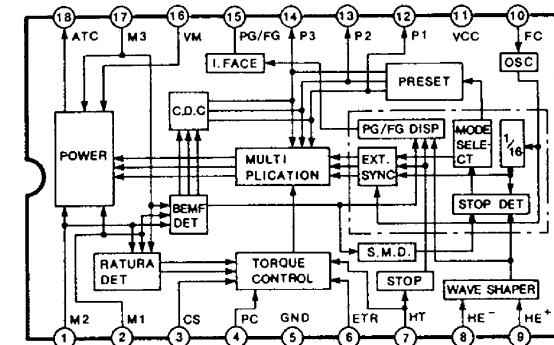 18 17 16 15 14 13 12 11 10
ATC M3 VM PG/FG P3 P2 P1 VCC FC
I.FACE
OSC
PRESET
C.D.C
PG/FG DISP
MODE
SELE-
CT
1/16
POWER
MULTI
PLICATION
EXT.
SYNC
STOP DET
BEMF
DET
S.M.D.
RATURA
DET
TORQUE
CONTROL
STOP
WAVE SHAPER
M2 M1 CS PC GND ETR HT HE- HE+
1 2 3 4 5 6 7 8 9